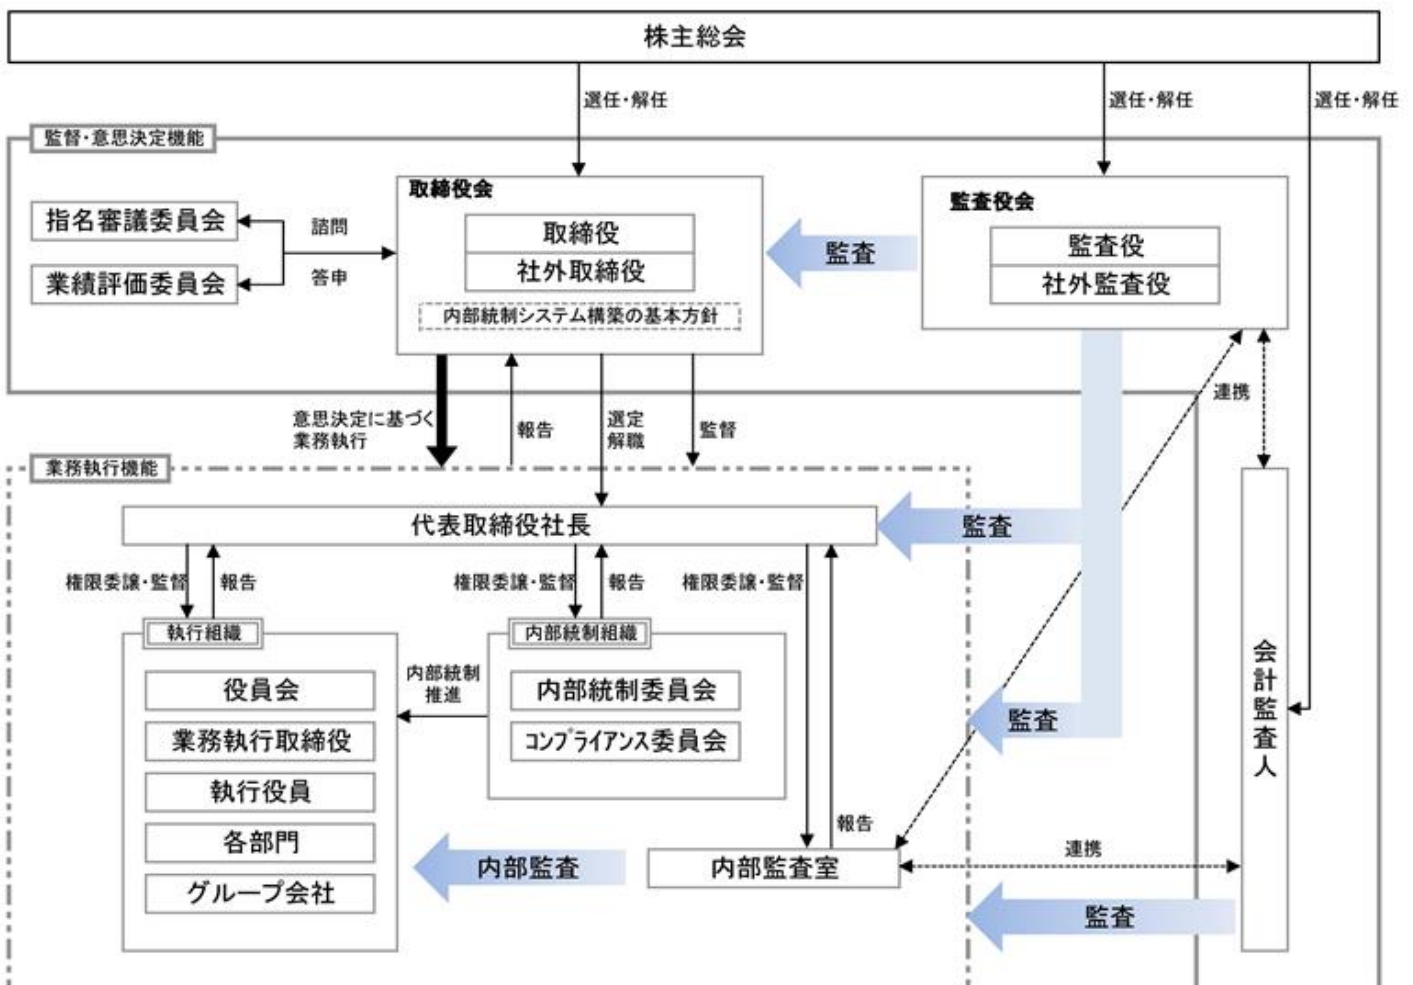 株主総会
選任・解任
選任・解任
選任・解任
監督・意思決定機能
取締役会
監査役会
指名審議委員会
諮問
取締役
監査
監査役
業績評価委員会
答申
社外取締役
社外監査役
内部統制システム構築の基本方針
意思決定に基づく
業務執行
報告
選定
解職
監督
連携
業務執行機能
代表取締役社長
監査
権限委譲・監督
報告
権限委譲・監督
報告
権限委譲・監督
執行組織
内部統制組織
役員会
内部統制
推進
内部統制委員会
監査
業務執行取締役
コンプライアンス委員会
執行役員
各部門
グループ会社
内部監査
報告
内部監査室
連携
監査
会計監査人